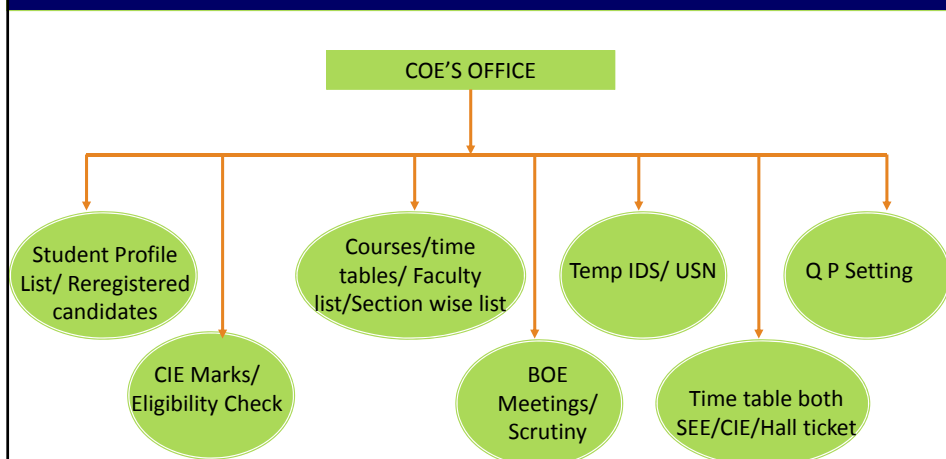 COE'S OFFICE
Student Profile
List/ Reregistered
candidates
Courses/time
tables/ Faculty
list/Section wise list
Temp IDS/ USN
Q P Setting
CIE Marks/
Eligibility Check
BOE
Meetings/
Scrutiny
Time table both
SEE/CIE/Hall ticket